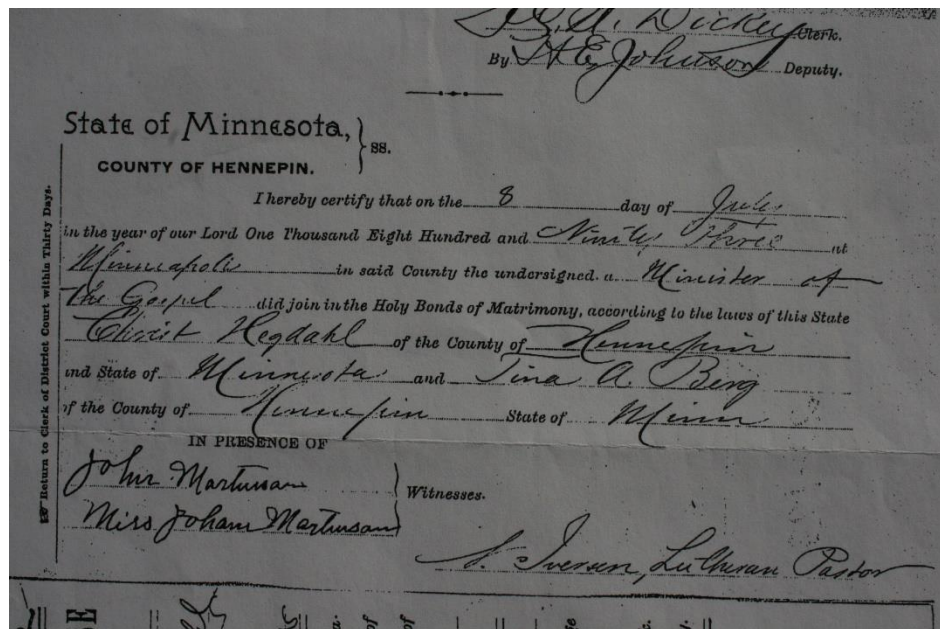 A. Dickey Clerk.
By H E Johnson Deputy.
State of Minnesota, } ss.
COUNTY OF HENNEPIN.
I hereby certify that on the 8 day of July
in the year of our Lord One Thousand Eight Hundred and Ninity Three at
Minneapolis in said County the undersigned. a Minister of
The Gospel did join in the Holy Bonds of Matrimony, according to the laws of this State
Christ Hegdahl of the County of Hennepin
and State of Minnesota and Tina A. Berg
of the County of Hennepin State of Minn
IN PRESENCE OF
John Martinson
Miss Johan Martinson } Witnesses.
N. Iversen, Lutheran Pastor
Return to Clerk of District Court within Thirty Days.